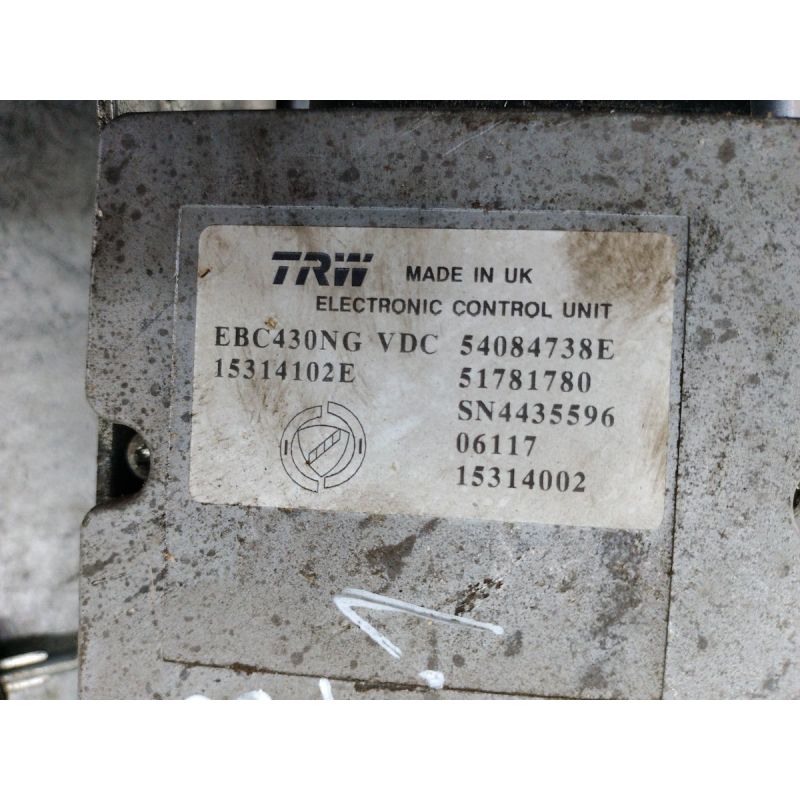 TRW MADE IN UK
ELECTRONIC CONTROL UNIT
EBC430NG VDC 54084738E
15314102E 51781780
SN4435596
06117
15314002